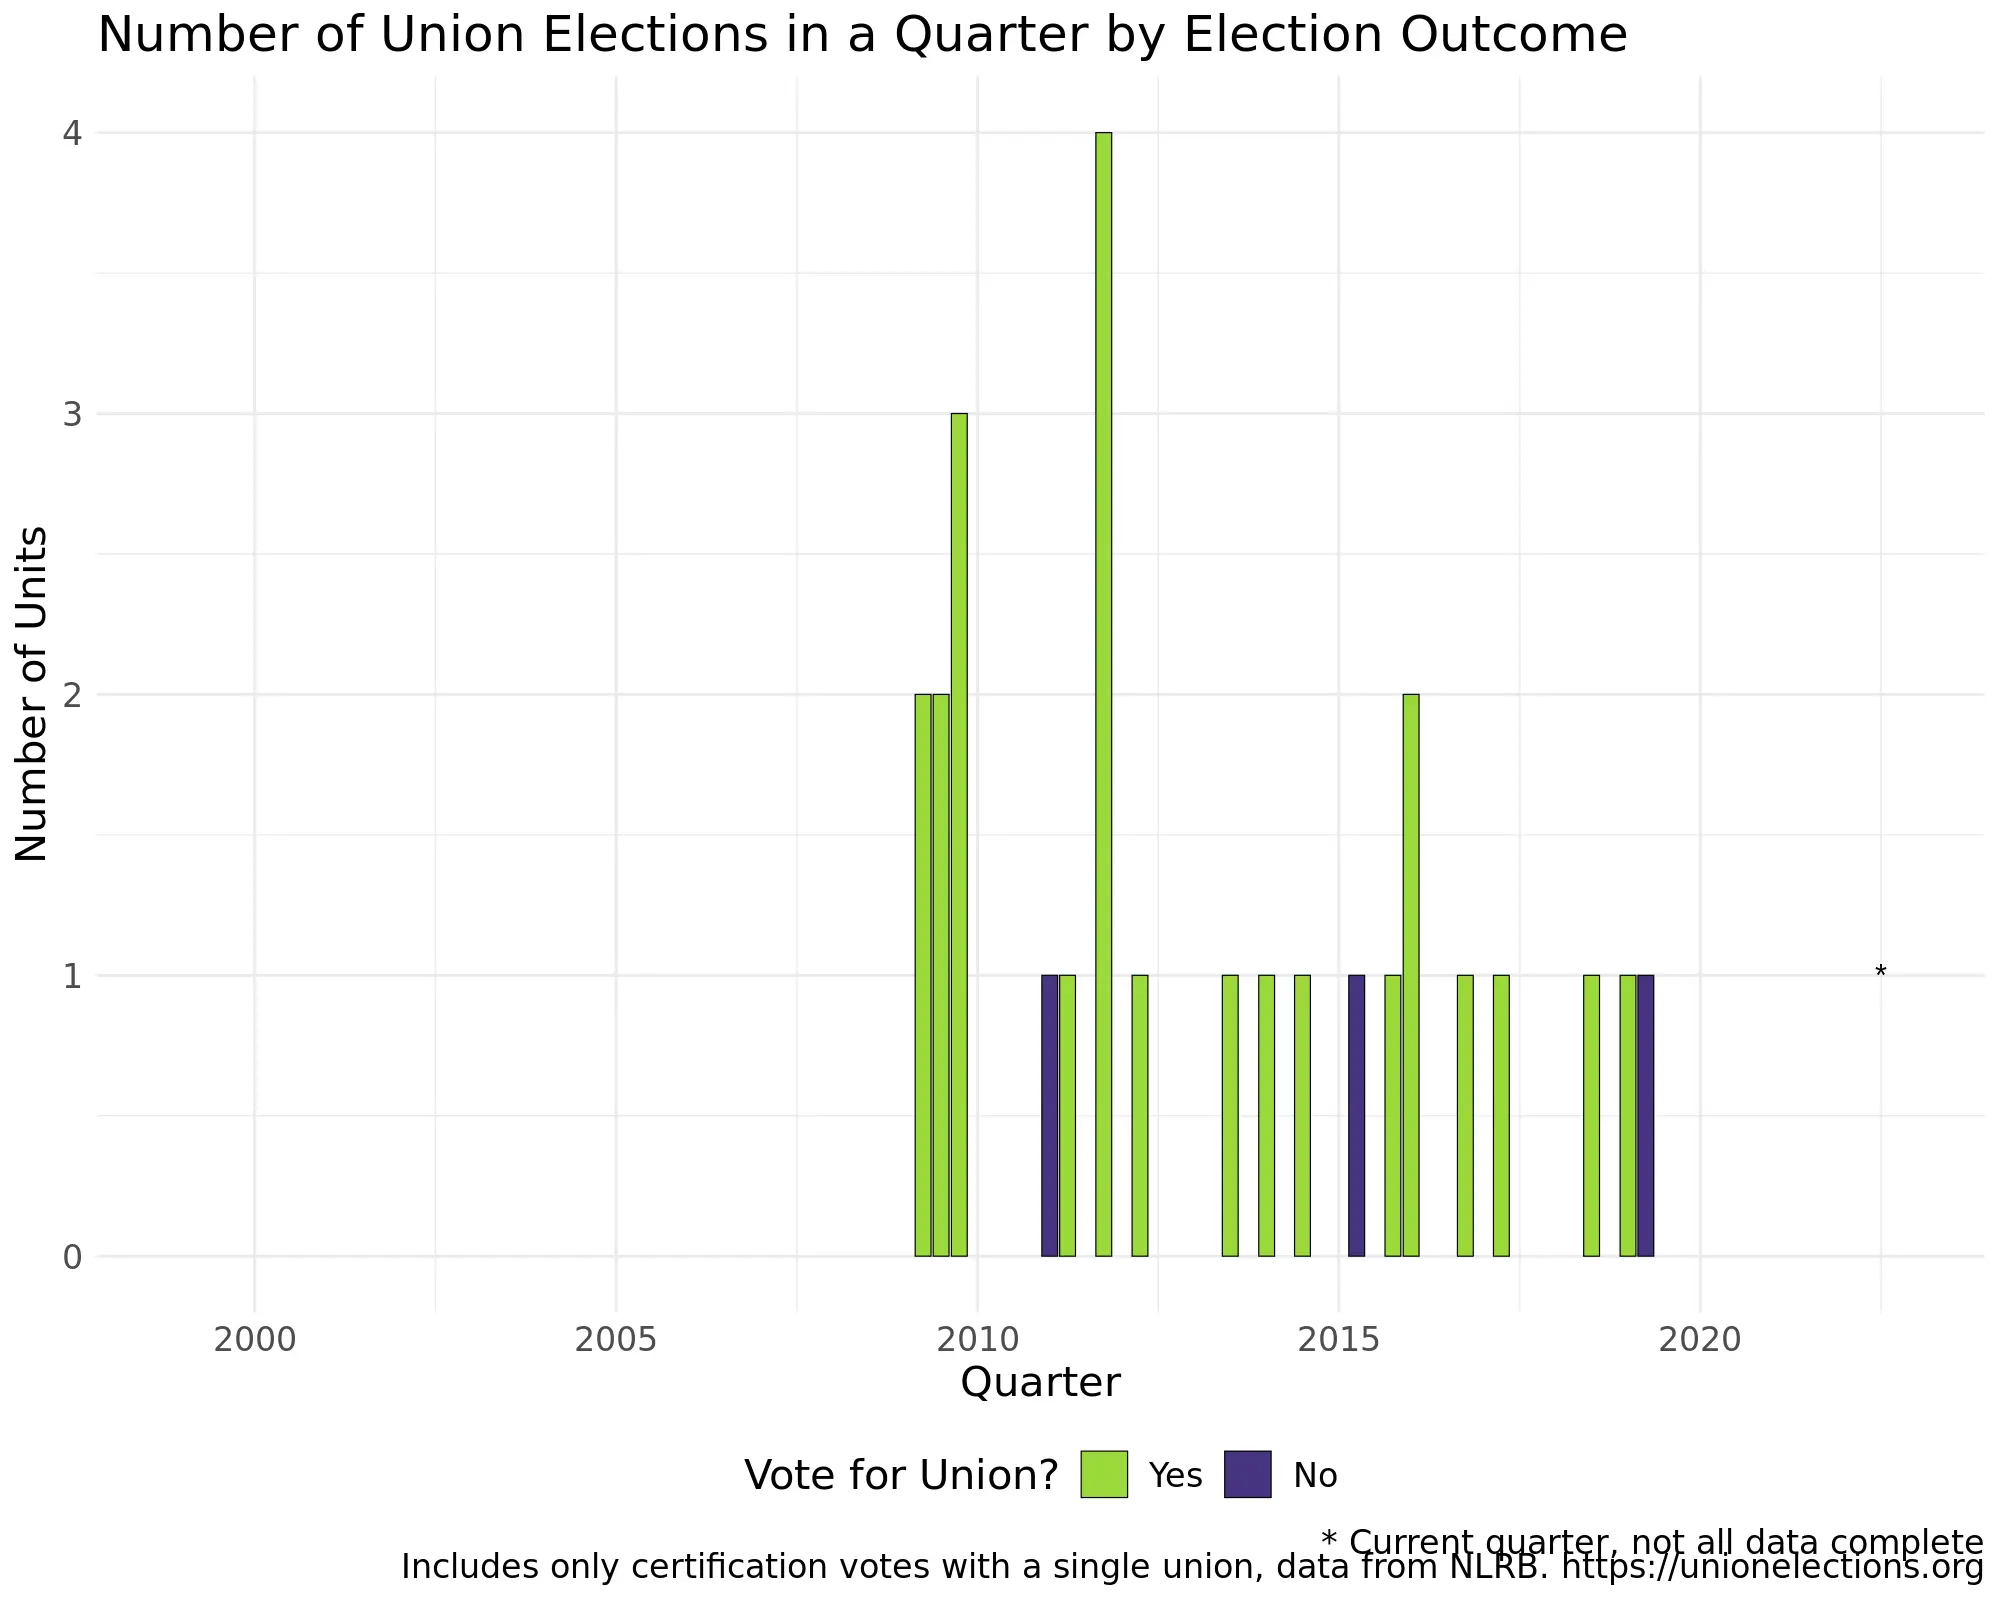 Number of Union Elections in a Quarter by Election Outcome
Number of Units
4
3
2
1
0
*
2000 2005 2010 2015 2020
Quarter
Vote for Union? Yes No
* Current quarter, not all data complete
Includes only certification votes with a single union, data from NLRB. https://unionelections.org